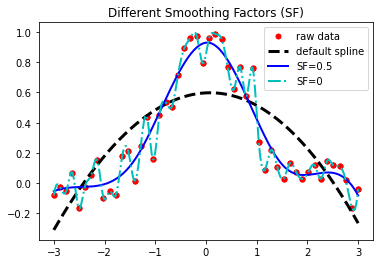 Different Smoothing Factors (SF)
raw data
default spline
SF=0.5
SF=0
1.0
0.8
0.6
0.4
0.2
0.0
−0.2
−3
−2
−1
0
1
2
3